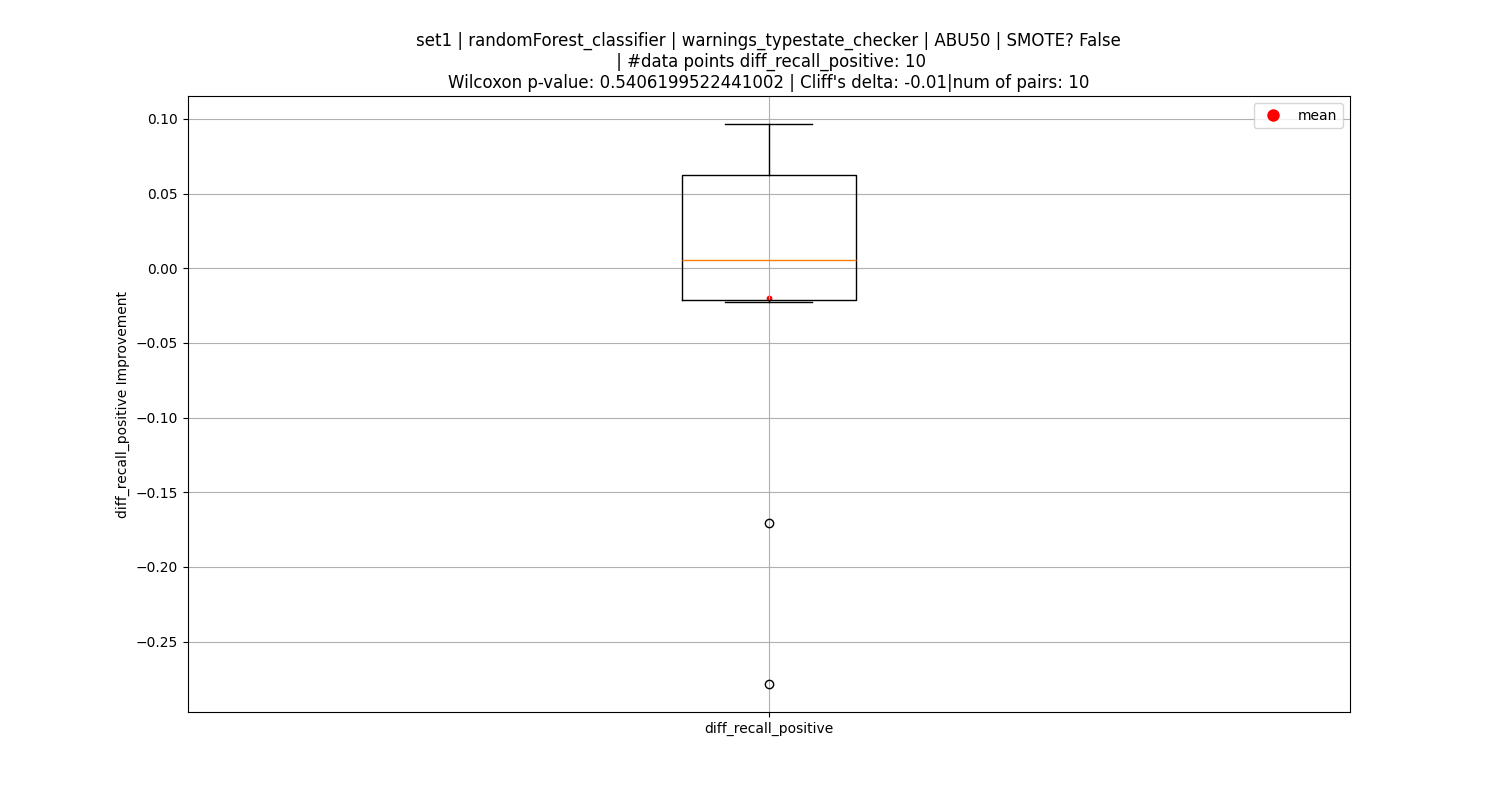 set1 | randomForest_classifier | warnings_typestate_checker | ABU50 | SMOTE? False
| #data points diff_recall_positive: 10
Wilcoxon p-value: 0.5406199522441002 | Cliff's delta: -0.01|num of pairs: 10
mean
0.10
0.05
0.00
−0.05
−0.10
−0.15
−0.20
−0.25
diff_recall_positive Improvement
diff_recall_positive